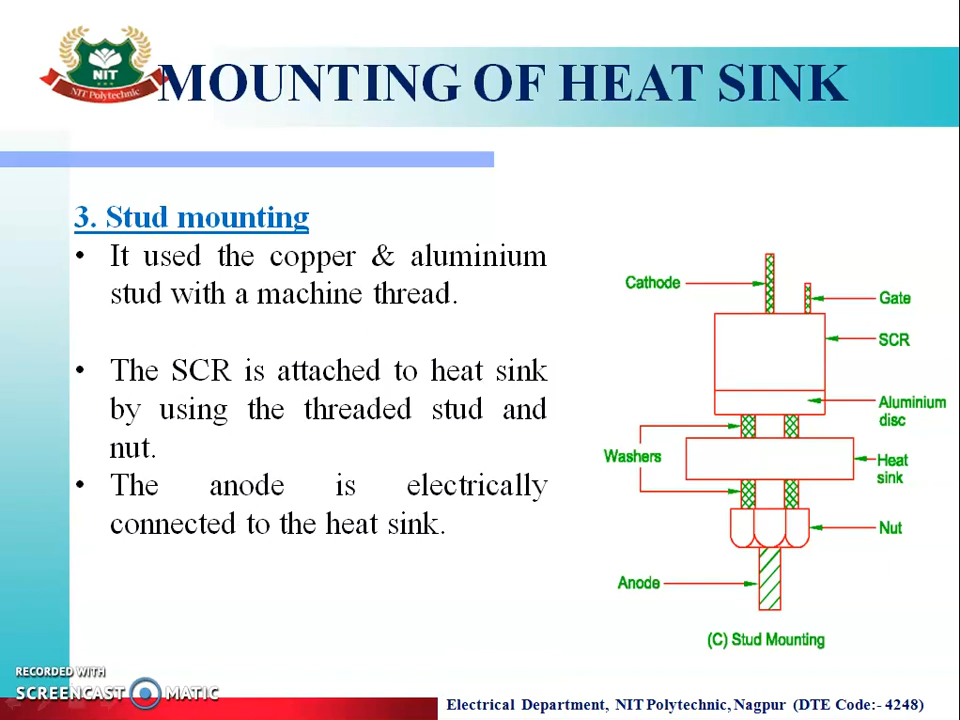 NIT
NIT Polytechnic
MOUNTING OF HEAT SINK
3. Stud mounting
• It used the copper & aluminium
stud with a machine thread.
• The SCR is attached to heat sink
by using the threaded stud and
nut.
• The anode is electrically
connected to the heat sink.
Cathode
Gate
SCR
Aluminium
disc
Washers
Heat
sink
Nut
Anode
(C) Stud Mounting
RECORDED WITH
SCREENCAST MATIC
Electrical Department, NIT Polytechnic, Nagpur (DTE Code:- 4248)